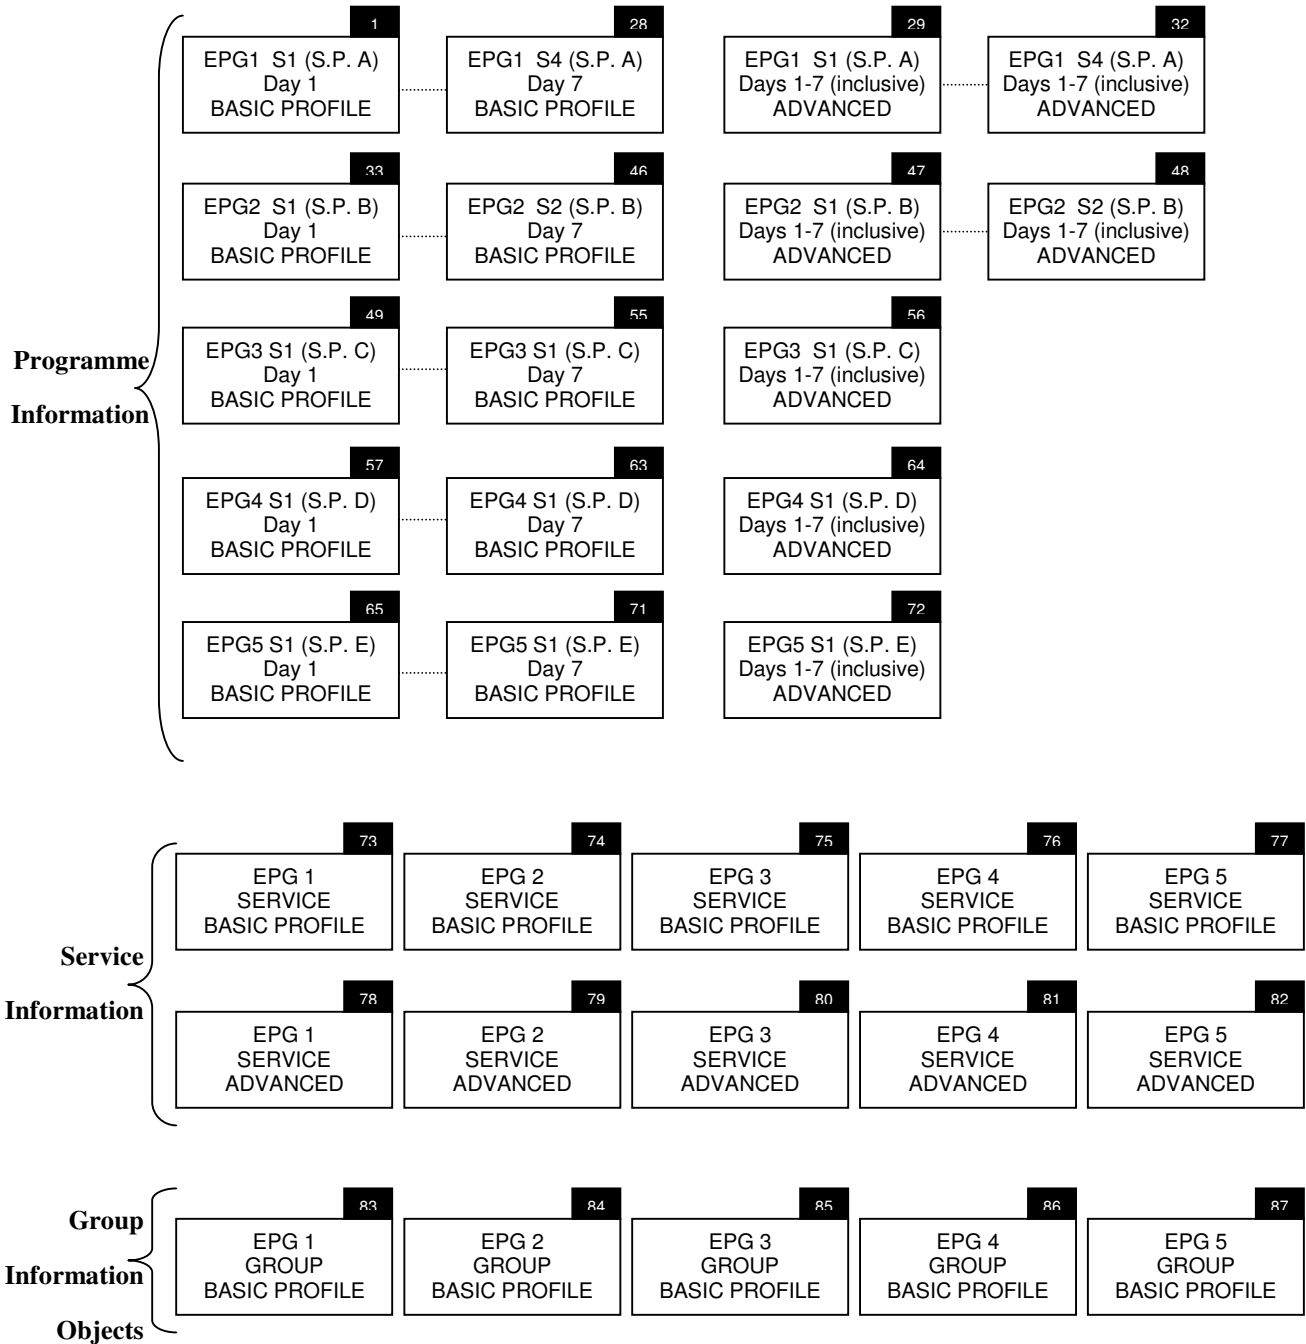 1
EPG1 S1 (S.P. A)
Day 1
BASIC PROFILE
28
EPG1 S4 (S.P. A)
Day 7
BASIC PROFILE
29
EPG1 S1 (S.P. A)
Days 1-7 (inclusive)
ADVANCED
32
EPG1 S4 (S.P. A)
Days 1-7 (inclusive)
ADVANCED
33
EPG2 S1 (S.P. B)
Day 1
BASIC PROFILE
46
EPG2 S2 (S.P. B)
Day 7
BASIC PROFILE
47
EPG2 S1 (S.P. B)
Days 1-7 (inclusive)
ADVANCED
48
EPG2 S2 (S.P. B)
Days 1-7 (inclusive)
ADVANCED
Programme
Information
49
EPG3 S1 (S.P. C)
Day 1
BASIC PROFILE
55
EPG3 S1 (S.P. C)
Day 7
BASIC PROFILE
56
EPG3 S1 (S.P. C)
Days 1-7 (inclusive)
ADVANCED
57
EPG4 S1 (S.P. D)
Day 1
BASIC PROFILE
63
EPG4 S1 (S.P. D)
Day 7
BASIC PROFILE
64
EPG4 S1 (S.P. D)
Days 1-7 (inclusive)
ADVANCED
65
EPG5 S1 (S.P. E)
Day 1
BASIC PROFILE
71
EPG5 S1 (S.P. E)
Day 7
BASIC PROFILE
72
EPG5 S1 (S.P. E)
Days 1-7 (inclusive)
ADVANCED
Service
Information
73
EPG 1
SERVICE
BASIC PROFILE
74
EPG 2
SERVICE
BASIC PROFILE
75
EPG 3
SERVICE
BASIC PROFILE
76
EPG 4
SERVICE
BASIC PROFILE
77
EPG 5
SERVICE
BASIC PROFILE
78
EPG 1
SERVICE
ADVANCED
79
EPG 2
SERVICE
ADVANCED
80
EPG 3
SERVICE
ADVANCED
81
EPG 4
SERVICE
ADVANCED
82
EPG 5
SERVICE
ADVANCED
Group
Information
Objects
83
EPG 1
GROUP
BASIC PROFILE
84
EPG 2
GROUP
BASIC PROFILE
85
EPG 3
GROUP
BASIC PROFILE
86
EPG 4
GROUP
BASIC PROFILE
87
EPG 5
GROUP
BASIC PROFILE